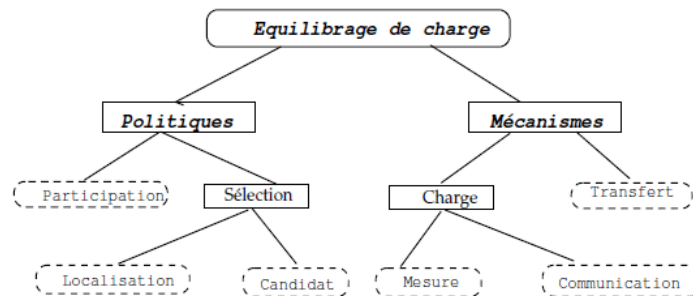 Equilibrage de charge
Politiques
Mécanismes
Participation
Sélection
Charge
Transfert
Localisation
Candidat
Mesure
Communication